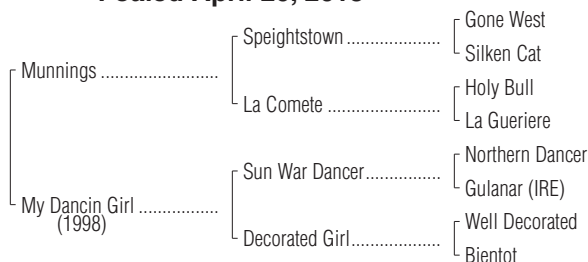 Foaled April
Gone West
Speightstown ......................
Silken Cat
Munnings ...........................
Holy Bull
La Comete ..........................
La Gueriere
Northern Dancer
Sun War Dancer.................
Gulanar (IRE)
My Dancin Girl ..................
(1998)
Well Decorated
Decorated Girl.....................
Bientot